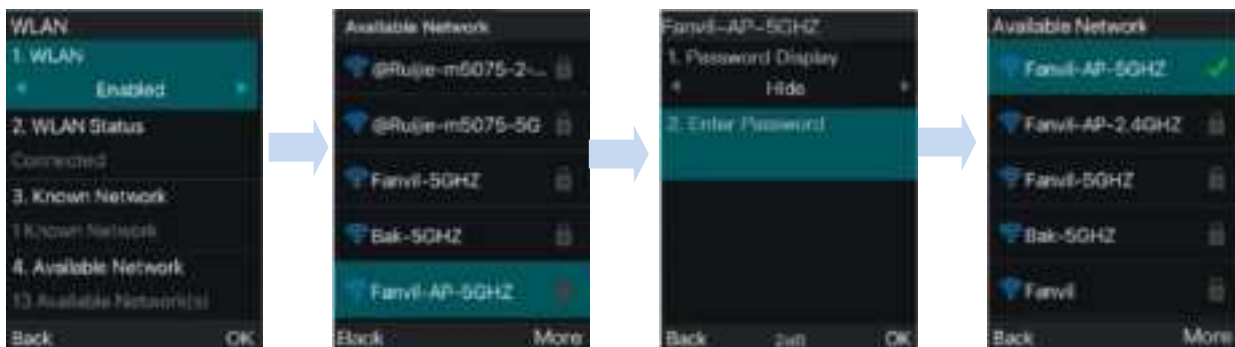 WLAN
1. WLAN
Enabled
2. WLAN Status
Connected
3. Known Network
1 Known Network
4. Available Network
13 Available Network(s)
Back OK
Available Network
@Ruijie-m5075-2-...
@Ruijie-m5075-5G
Fanvil-5GHZ
Bak-5GHZ
Fanvil-AP-5GHZ
Back More
Fanvil-AP-5GHZ
1. Password Display
Hide
2. Enter Password
Back 2aB OK
Available Network
Fanvil-AP-5GHZ
Fanvil-AP-2.4GHZ
Fanvil-5GHZ
Bak-5GHZ
Fanvil
Back More